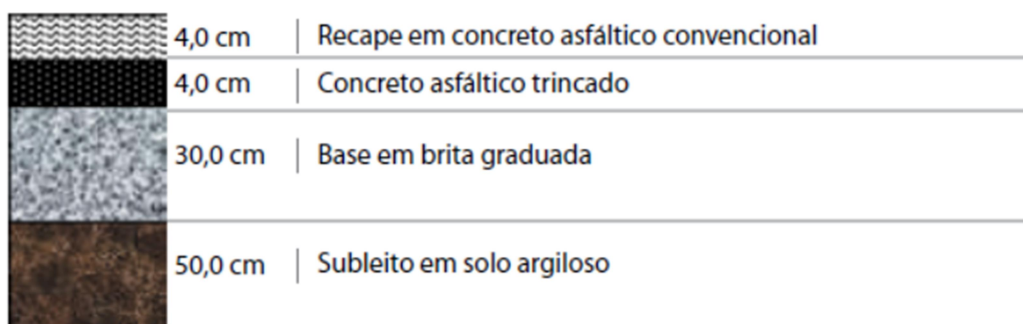 4,0 cm | Recape em concreto asfáltico convencional
4,0 cm | Concreto asfáltico trincado
30,0 cm | Base em brita graduada
50,0 cm | Subleito em solo argiloso